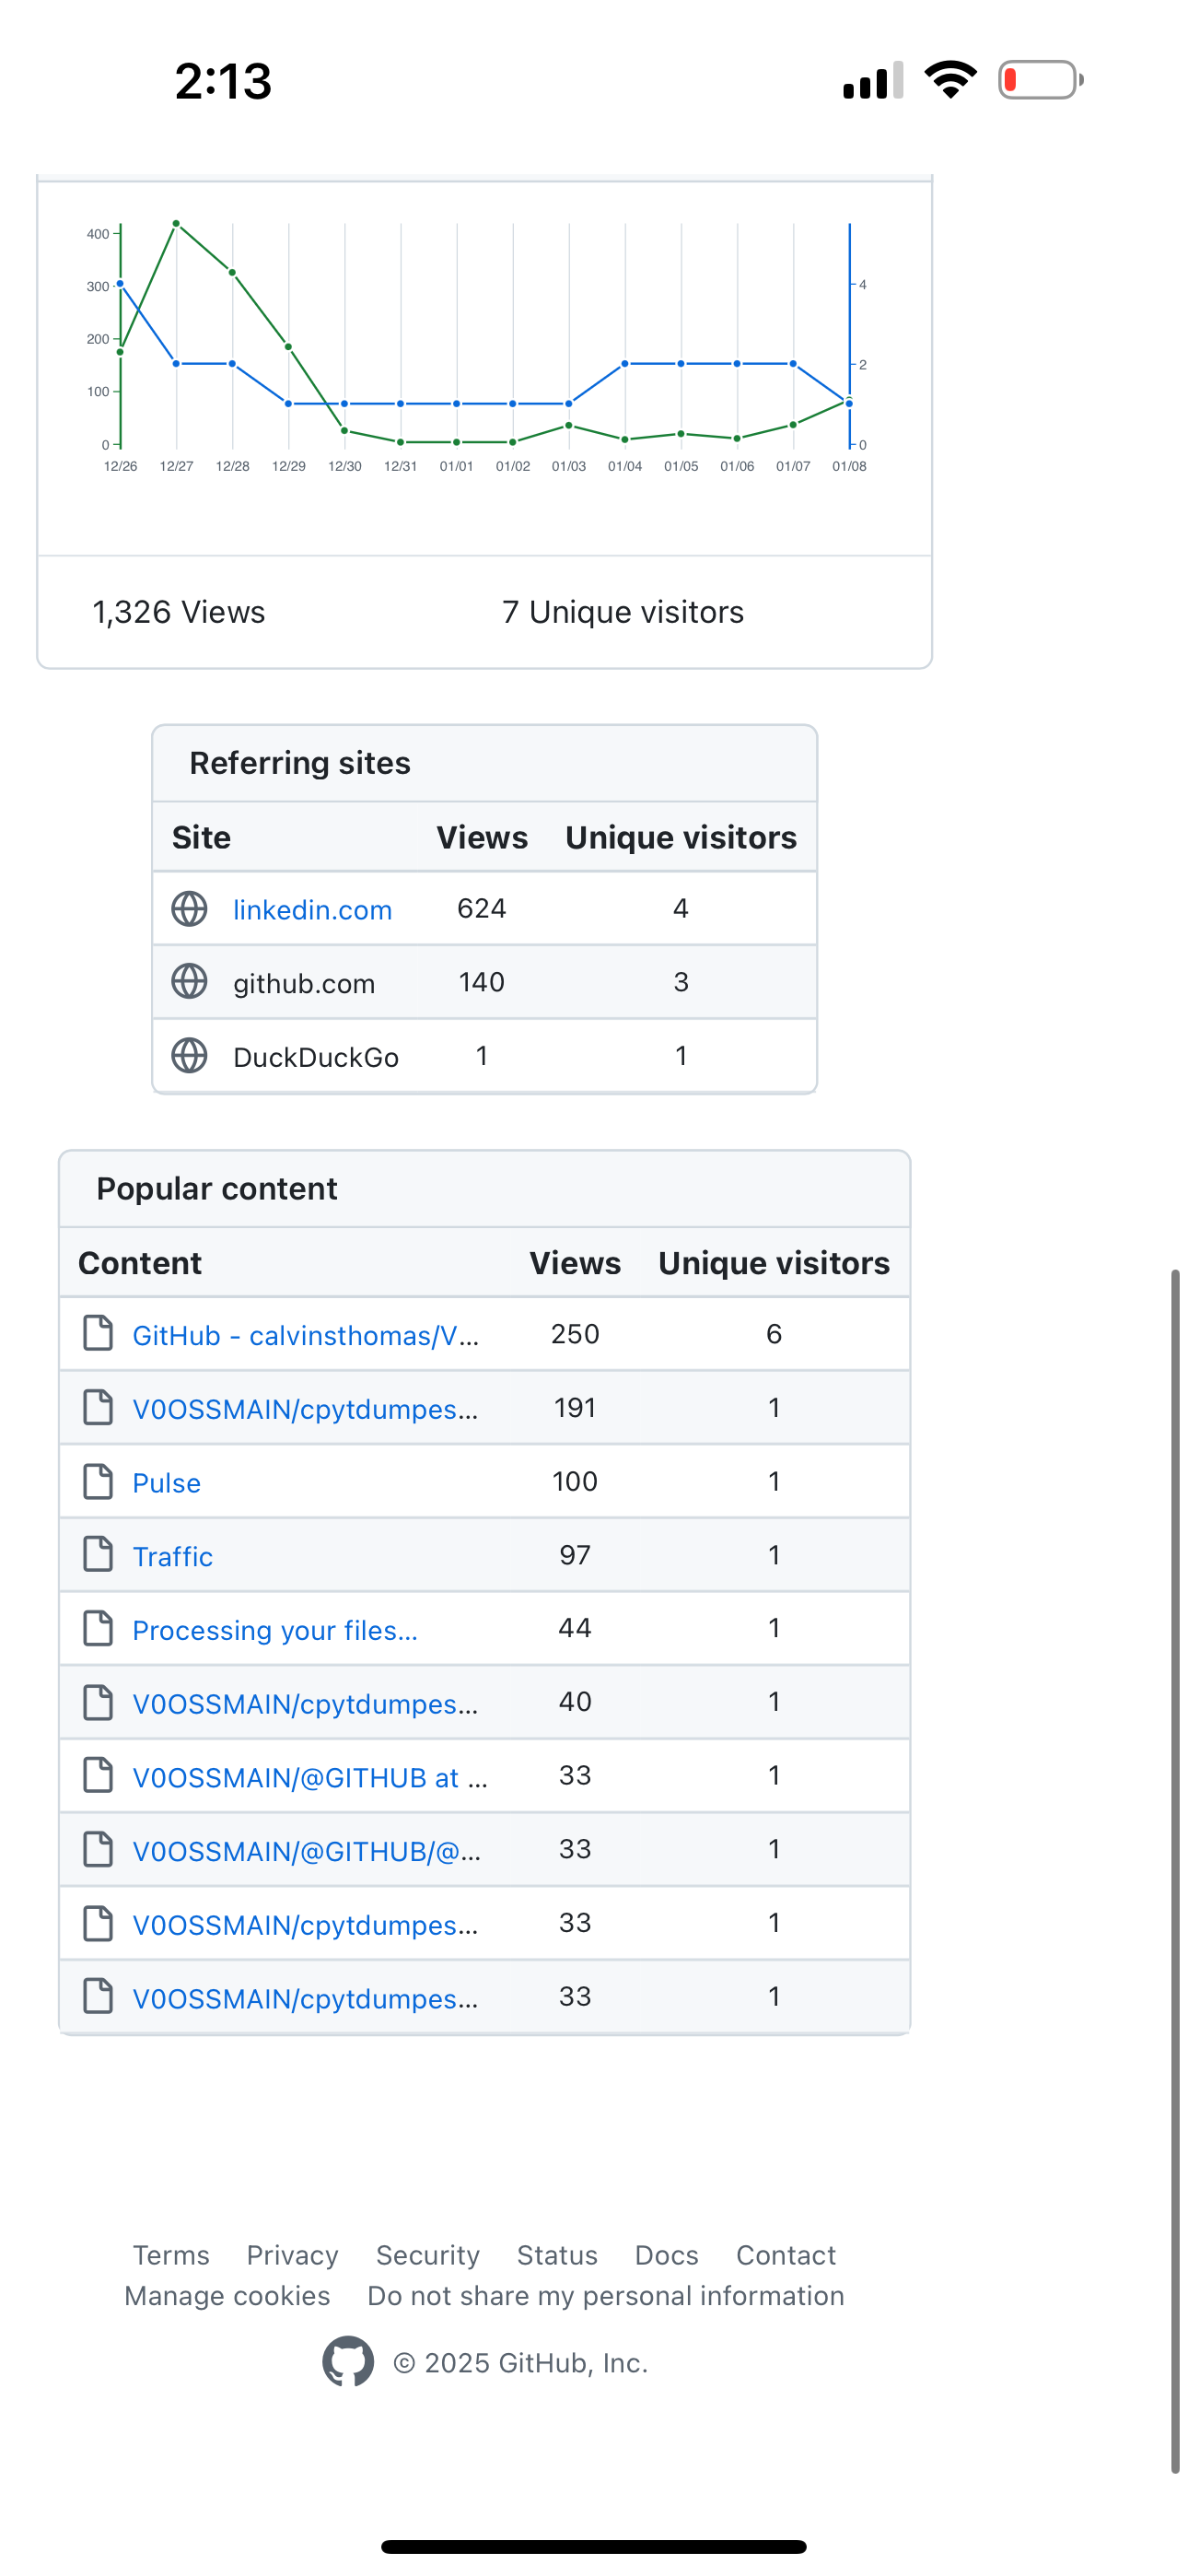 2:13
400
300
200
100
0
4
2
0
12/26 12/27 12/28 12/29 12/30 12/31 01/01 01/02 01/03 01/04 01/05 01/06 01/07 01/08
1,326 Views 7 Unique visitors
Referring sites
Site Views Unique visitors
linkedin.com 624 4
github.com 140 3
DuckDuckGo 1 1
Popular content
Content Views Unique visitors
GitHub - calvinsthomas/V... 250 6
V0OSSMAIN/cpytdumpes... 191 1
Pulse 100 1
Traffic 97 1
Processing your files... 44 1
V0OSSMAIN/cpytdumpes... 40 1
V0OSSMAIN/@GITHUB at ... 33 1
V0OSSMAIN/@GITHUB/@... 33 1
V0OSSMAIN/cpytdumpes... 33 1
V0OSSMAIN/cpytdumpes... 33 1
Terms Privacy Security Status Docs Contact
Manage cookies Do not share my personal information
© 2025 GitHub, Inc.